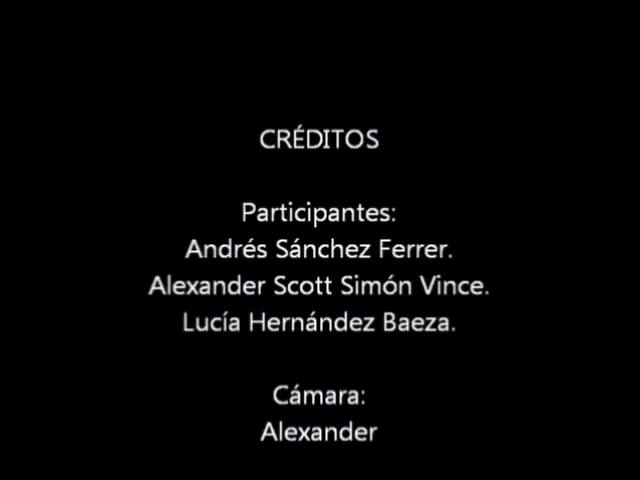 CRÉDITOS
Participantes:
Andrés Sánchez Ferrer.
Alexander Scott Simón Vince.
Lucía Hernández Baeza.
Cámara:
Alexander